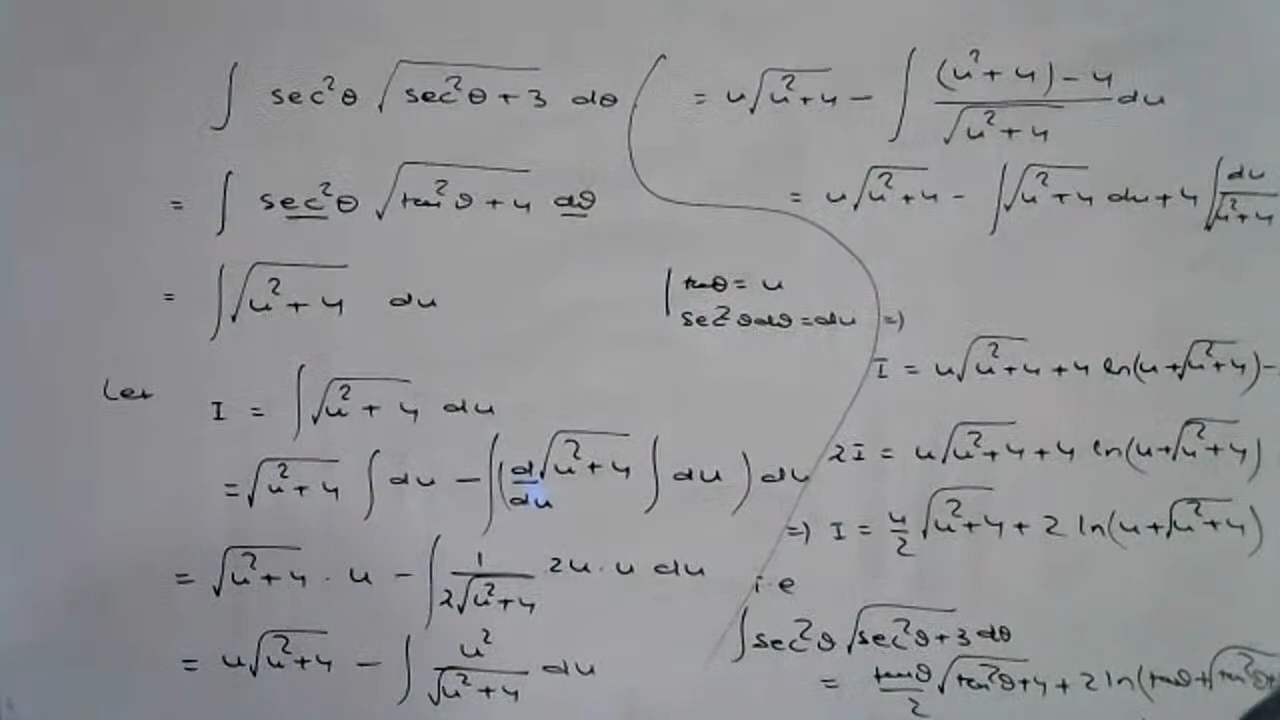 ∫ sec²θ √(sec²θ + 3) dθ
= ∫ sec²θ √(tan²θ + 4) dθ
= ∫ √(u² + 4) du
tanθ = u
sec²θdθ = du
Let I = ∫ √(u² + 4) du
= √(u² + 4) ∫ du − ∫ (d/du √(u² + 4) ∫ du) du
= √(u² + 4) · u − ∫ 1/(2√(u² + 4)) 2u · u du
= u√(u² + 4) − ∫ u²/√(u² + 4) du
= u√(u² + 4) − ∫ ((u² + 4) − 4)/√(u² + 4) du
= u√(u² + 4) − ∫ √(u² + 4) du + 4 ∫ du/√(u² + 4)
=)
I = u√(u² + 4) + 4 ln(u + √(u² + 4)) −
2I = u√(u² + 4) + 4 ln(u + √(u² + 4))
=) I = u/2 √(u² + 4) + 2 ln(u + √(u² + 4))
i.e
∫ sec²θ √(sec²θ + 3) dθ
= tanθ/2 √(tan²θ + 4) + 2 ln(tanθ + √(tan²θ +